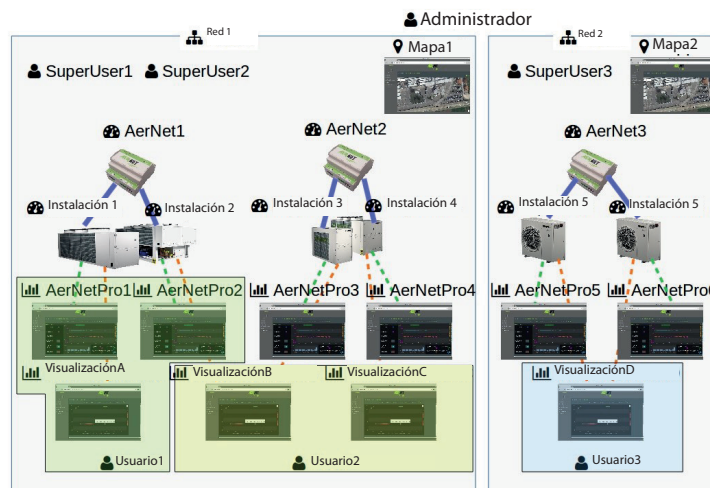 Administrador
Red 1
Red 2
Mapa1
Mapa2
SuperUser1
SuperUser2
SuperUser3
AerNet1
AerNet2
AerNet3
Instalación 1
Instalación 2
Instalación 3
Instalación 4
Instalación 5
Instalación 5
AerNetPro1
AerNetPro2
AerNetPro3
AerNetPro4
AerNetPro5
AerNetPro6
VisualizaciónA
VisualizaciónB
VisualizaciónC
VisualizaciónD
Usuario1
Usuario2
Usuario3